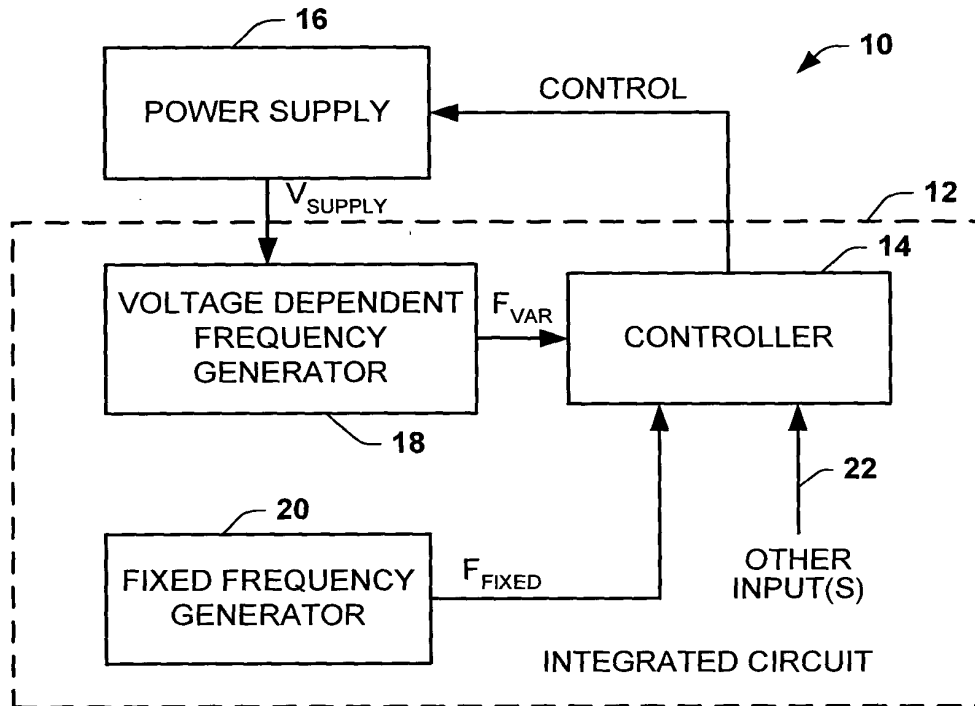 16
10
POWER SUPPLY
CONTROL
V_SUPPLY
12
14
VOLTAGE DEPENDENT
FREQUENCY
GENERATOR
F_VAR
CONTROLLER
18
22
20
FIXED FREQUENCY
GENERATOR
F_FIXED
OTHER
INPUT(S)
INTEGRATED CIRCUIT